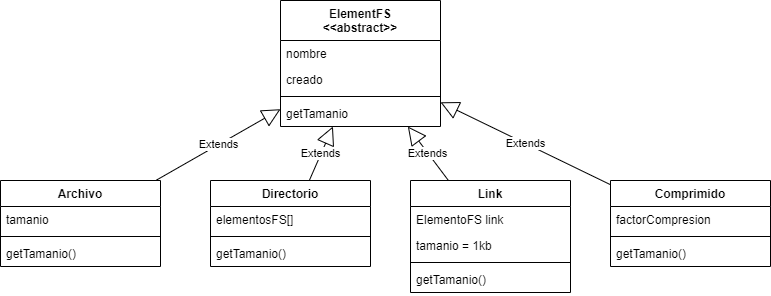 ElementFS
<<abstract>>
nombre
creado
getTamanio
Extends
Extends
Extends
Extends
Archivo
tamanio
getTamanio()
Directorio
elementosFS[]
getTamanio()
Link
ElementoFS link
tamanio = 1kb
getTamanio()
Comprimido
factorCompresion
getTamanio()